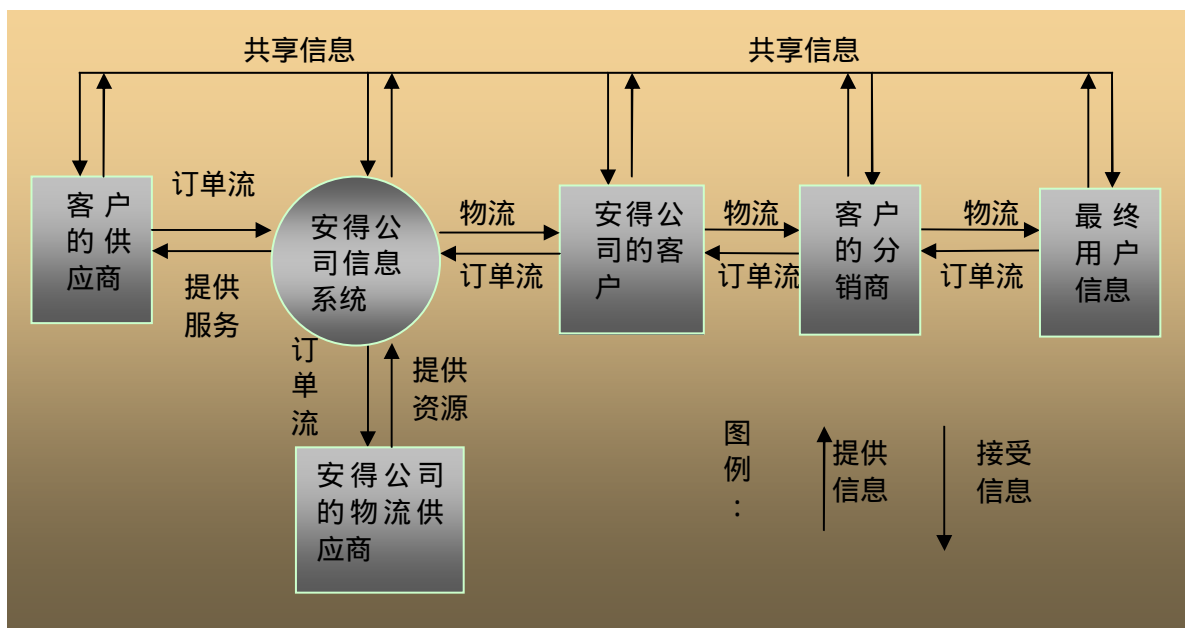 共享信息
共享信息
订单流
客户
的供
应商
提供
服务
安得公
司信息
系统
物流
订单流
安得公
司的客
户
物流
订单流
客户
的分
销商
物流
订单流
最终
用户
信息
订
单
流
提供
资源
安得公司
的物流供
应商
图
例
:
提供
信息
接受
信息